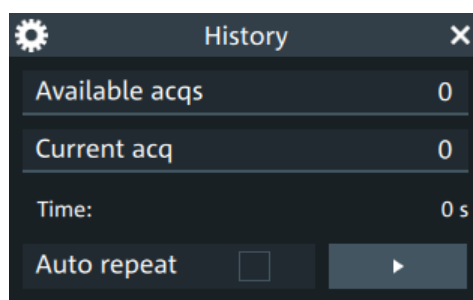 History
Available acqs 0
Current acq 0
Time: 0 s
Auto repeat